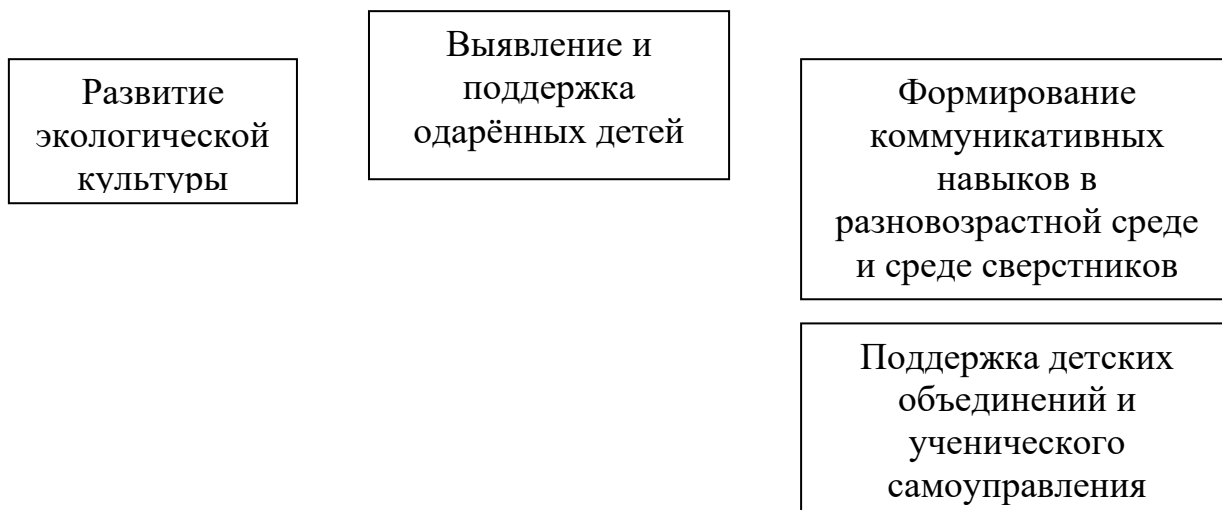 Развитие
экологической
культуры
Выявление и
поддержка
одарённых детей
Формирование
коммуникативных
навыков в
разновозрастной среде
и среде сверстников
Поддержка детских
объединений и
ученического
самоуправления